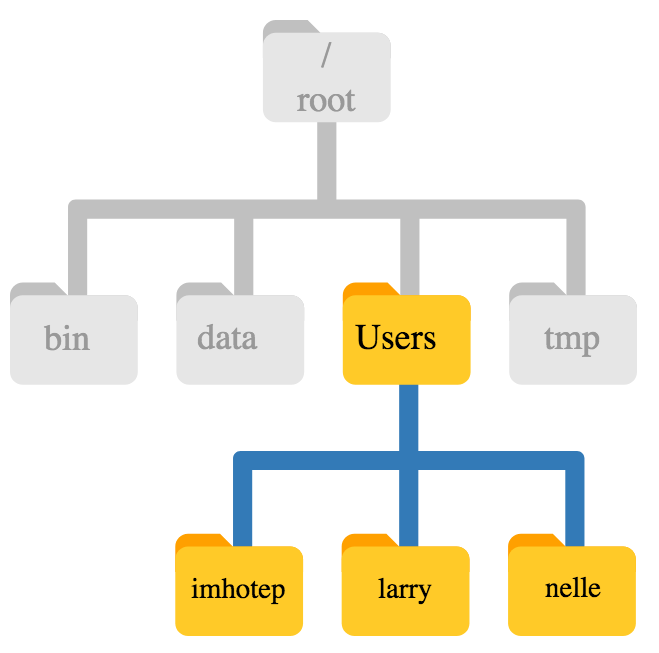 /
root
bin
data
Users
tmp
imhotep
larry
nelle